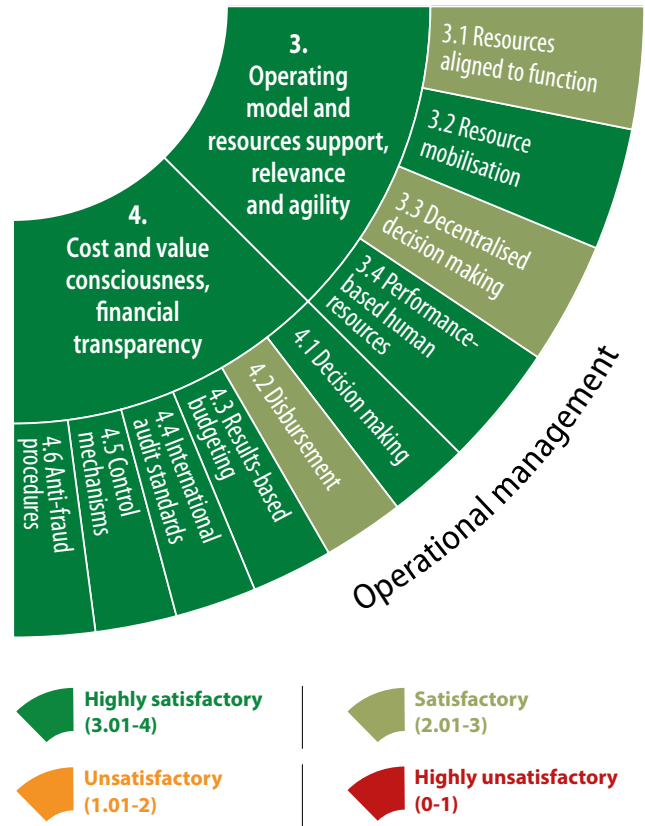 3.
Operating
model and
resources support,
relevance
and agility
3.1 Resources
aligned to function
3.2 Resource
mobilisation
3.3 Decentralised
decision making
3.4 Performance-
based human
resources
4.
Cost and value
consciousness,
financial
transparency
4.1 Decision making
4.2 Disbursement
4.3 Results-based
budgeting
4.4 International
audit standards
4.5 Control
mechanisms
4.6 Anti-fraud
procedures
Operational management
Highly satisfactory
(3.01-4)
Satisfactory
(2.01-3)
Unsatisfactory
(1.01-2)
Highly unsatisfactory
(0-1)